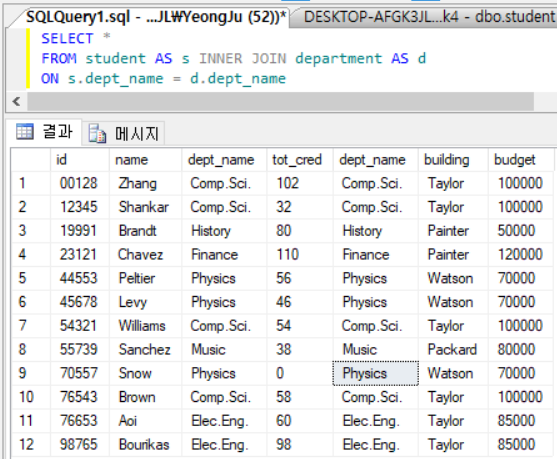 SQLQuery1.sql - ...JL₩YeongJu (52))* DESKTOP-AFGK3JL...k4 - dbo.student
SELECT *
FROM student AS s INNER JOIN department AS d
ON s.dept_name = d.dept_name
결과 메시지
id name dept_name tot_cred dept_name building budget
1 00128 Zhang Comp.Sci. 102 Comp.Sci. Taylor 100000
2 12345 Shankar Comp.Sci. 32 Comp.Sci. Taylor 100000
3 19991 Brandt History 80 History Painter 50000
4 23121 Chavez Finance 110 Finance Painter 120000
5 44553 Peltier Physics 56 Physics Watson 70000
6 45678 Levy Physics 46 Physics Watson 70000
7 54321 Williams Comp.Sci. 54 Comp.Sci. Taylor 100000
8 55739 Sanchez Music 38 Music Packard 80000
9 70557 Snow Physics 0 Physics Watson 70000
10 76543 Brown Comp.Sci. 58 Comp.Sci. Taylor 100000
11 76653 Aoi Elec.Eng. 60 Elec.Eng. Taylor 85000
12 98765 Bourikas Elec.Eng. 98 Elec.Eng. Taylor 85000